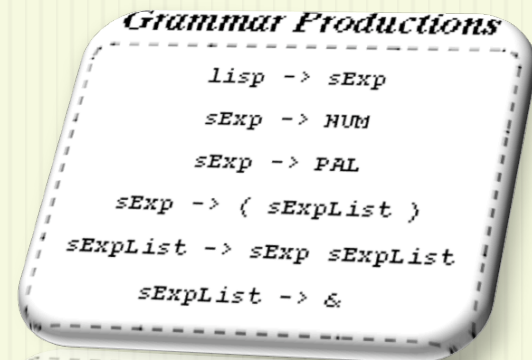 Grammar Productions
lisp -> sExp
sExp -> NUM
sExp -> PAL
sExp -> ( sExpList )
sExpList -> sExp sExpList
sExpList -> &